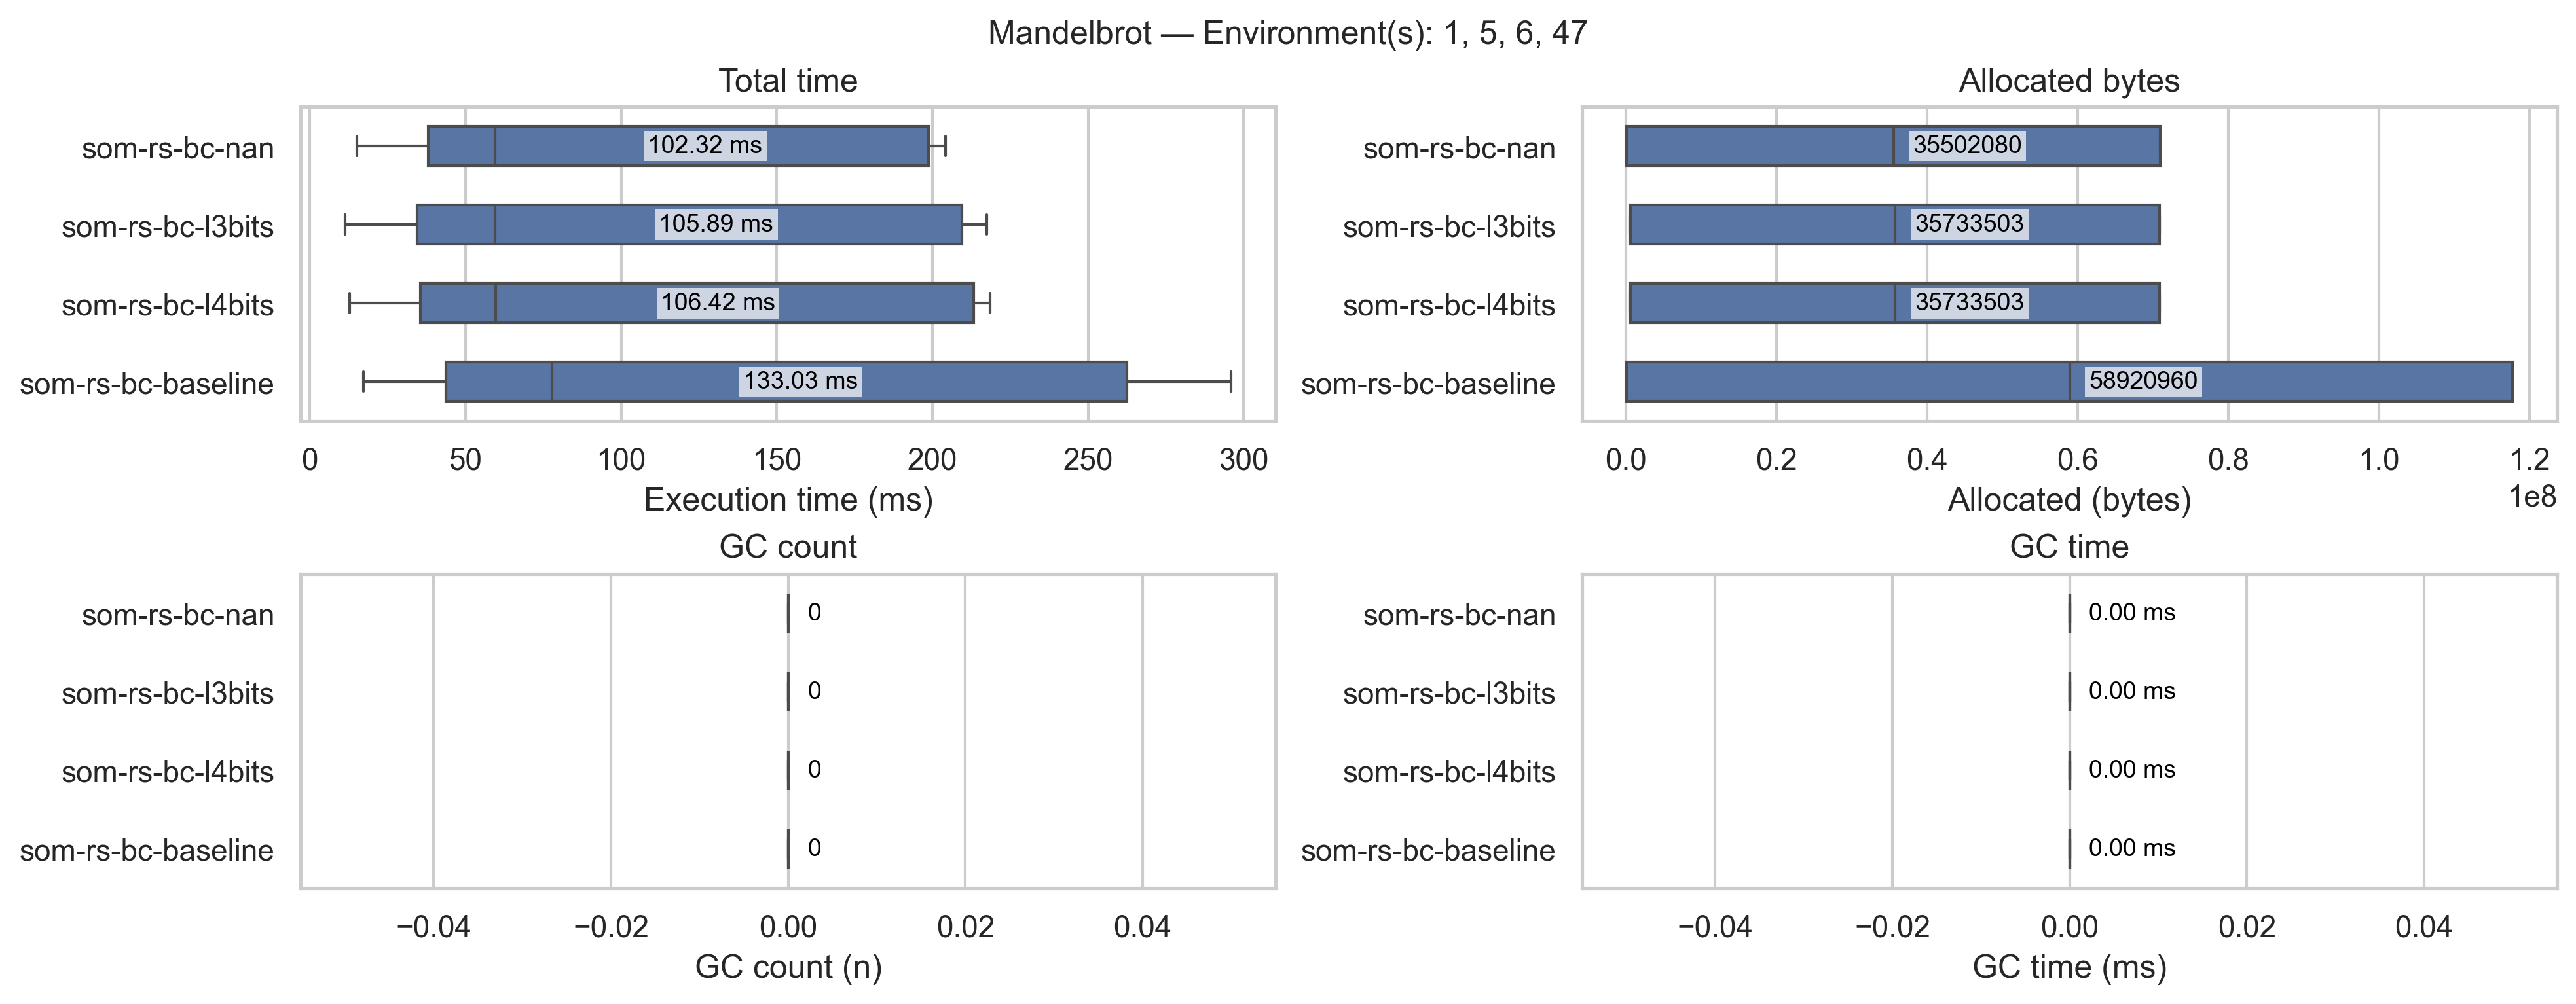 Mandelbrot — Environment(s): 1, 5, 6, 47
Total time
som-rs-bc-nan
102.32 ms
som-rs-bc-l3bits
105.89 ms
som-rs-bc-l4bits
106.42 ms
som-rs-bc-baseline
133.03 ms
0 50 100 150 200 250 300
Execution time (ms)
Allocated bytes
som-rs-bc-nan
35502080
som-rs-bc-l3bits
35733503
som-rs-bc-l4bits
35733503
som-rs-bc-baseline
58920960
0.0 0.2 0.4 0.6 0.8 1.0 1.2
1e8
Allocated (bytes)
GC count
som-rs-bc-nan
0
som-rs-bc-l3bits
0
som-rs-bc-l4bits
0
som-rs-bc-baseline
0
−0.04 −0.02 0.00 0.02 0.04
GC count (n)
GC time
som-rs-bc-nan
0.00 ms
som-rs-bc-l3bits
0.00 ms
som-rs-bc-l4bits
0.00 ms
som-rs-bc-baseline
0.00 ms
−0.04 −0.02 0.00 0.02 0.04
GC time (ms)